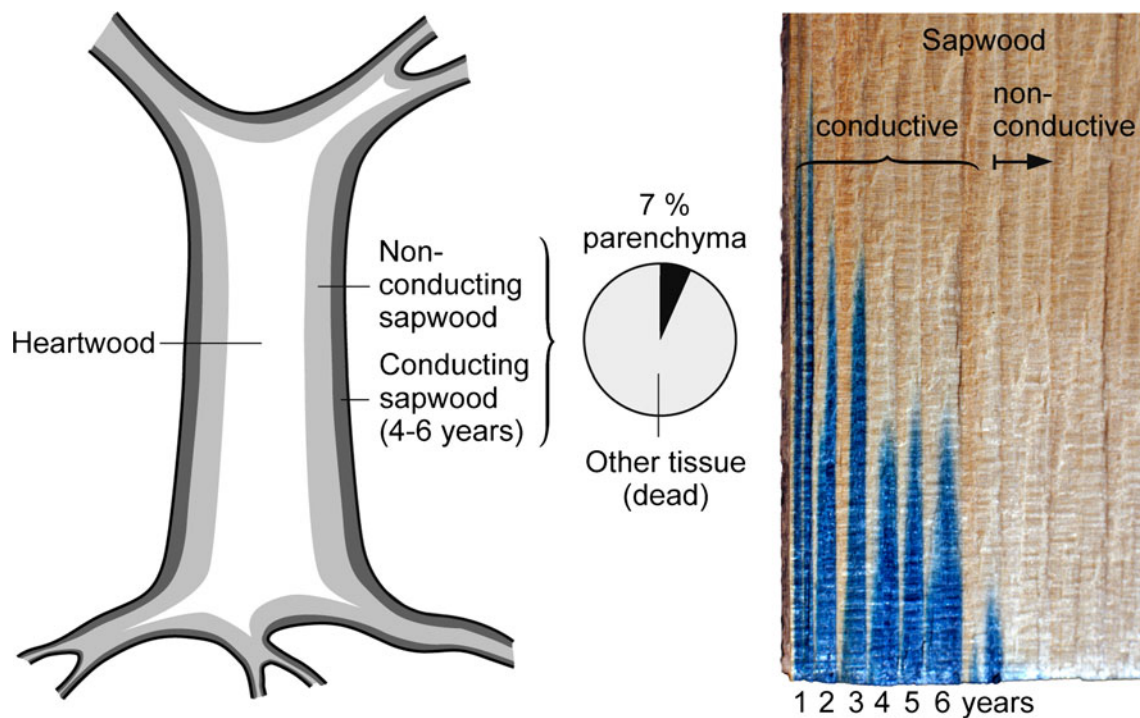 Heartwood
Non-
conducting
sapwood
Conducting
sapwood
(4-6 years)
7 %
parenchyma
Other tissue
(dead)
Sapwood
conductive
non-
conductive
1 2 3 4 5 6 years